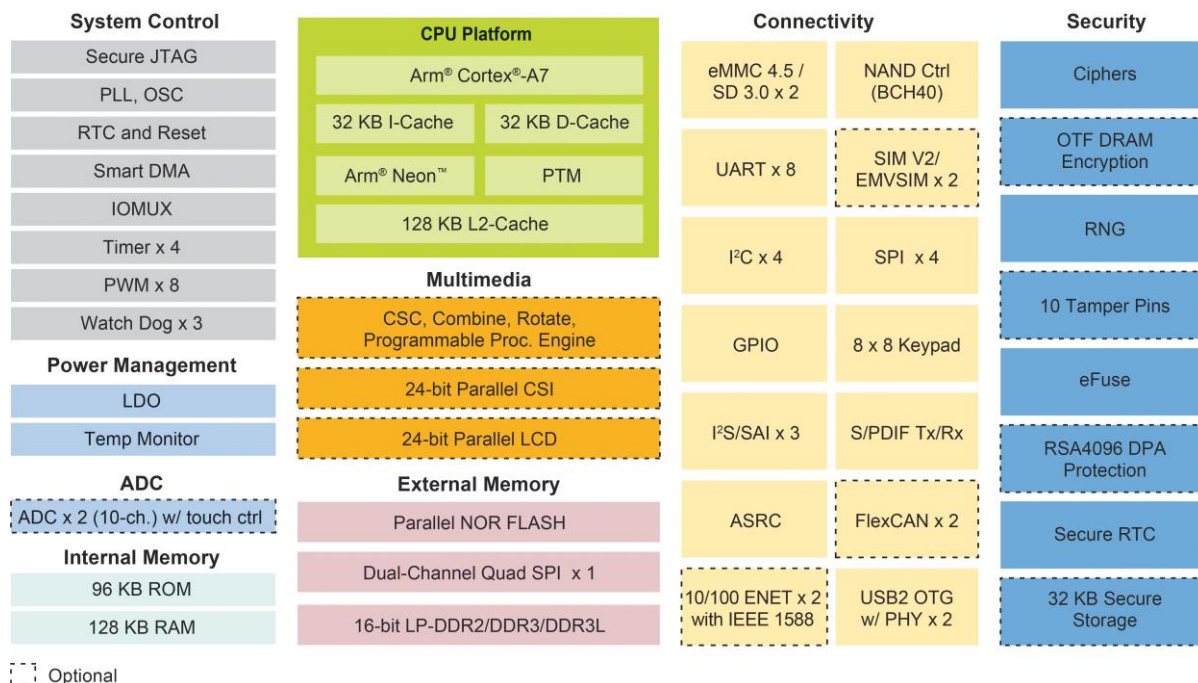 System Control
Secure JTAG
PLL, OSC
RTC and Reset
Smart DMA
IOMUX
Timer x 4
PWM x 8
Watch Dog x 3
Power Management
LDO
Temp Monitor
ADC
ADC x 2 (10-ch.) w/ touch ctrl
Internal Memory
96 KB ROM
128 KB RAM
Optional
CPU Platform
Arm® Cortex®-A7
32 KB I-Cache
32 KB D-Cache
Arm® Neon™
PTM
128 KB L2-Cache
Multimedia
CSC, Combine, Rotate,
Programmable Proc. Engine
24-bit Parallel CSI
24-bit Parallel LCD
External Memory
Parallel NOR FLASH
Dual-Channel Quad SPI x 1
16-bit LP-DDR2/DDR3/DDR3L
Connectivity
eMMC 4.5 /
SD 3.0 x 2
NAND Ctrl
(BCH40)
UART x 8
SIM V2/
EMVSIM x 2
I²C x 4
SPI x 4
GPIO
8 x 8 Keypad
I²S/SAI x 3
S/PDIF Tx/Rx
ASRC
FlexCAN x 2
10/100 ENET x 2
with IEEE 1588
USB2 OTG
w/ PHY x 2
Security
Ciphers
OTF DRAM
Encryption
RNG
10 Tamper Pins
eFuse
RSA4096 DPA
Protection
Secure RTC
32 KB Secure
Storage